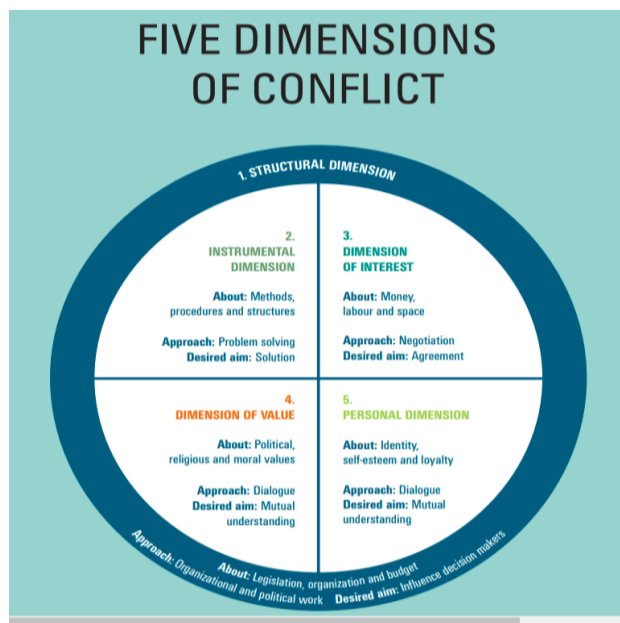 FIVE DIMENSIONS
OF CONFLICT
1. STRUCTURAL DIMENSION
2.
INSTRUMENTAL
DIMENSION
About: Methods,
procedures and structures
Approach: Problem solving
Desired aim: Solution
3.
DIMENSION
OF INTEREST
About: Money,
labour and space
Approach: Negotiation
Desired aim: Agreement
4.
DIMENSION OF VALUE
About: Political,
religious and moral values
Approach: Dialogue
Desired aim: Mutual
understanding
5.
PERSONAL DIMENSION
About: Identity,
self-esteem and loyalty
Approach: Dialogue
Desired aim: Mutual
understanding
About: Legislation, organization and budget
Approach: Organizational and political work Desired aim: Influence decision makers